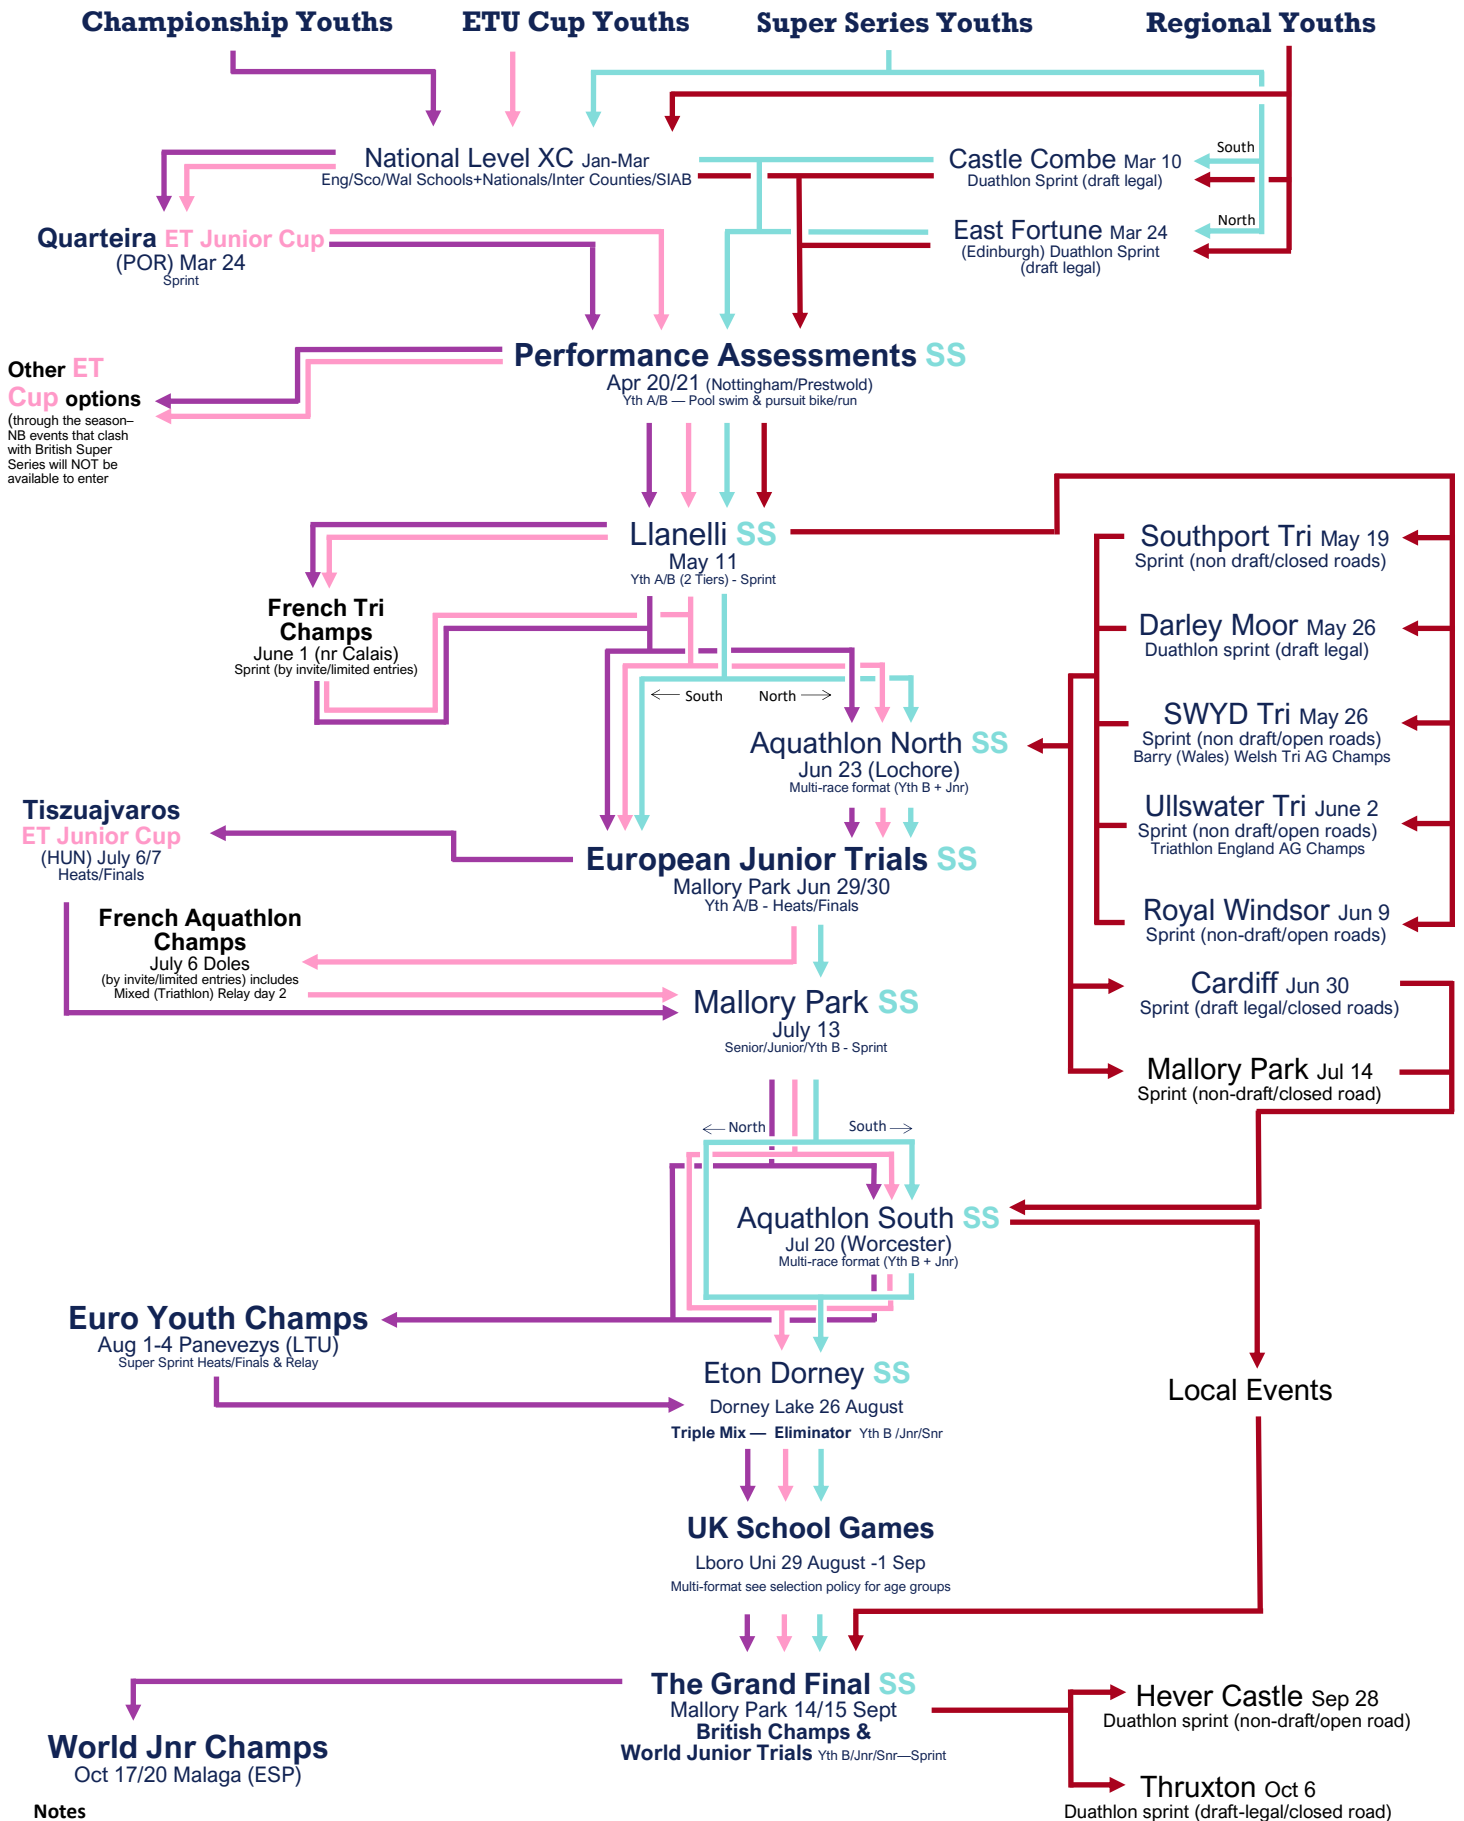 Championship Youths
ETU Cup Youths
Super Series Youths
Regional Youths
National Level XC Jan-Mar
Eng/Sco/Wal Schools+Nationals/Inter Counties/SIAB
Castle Combe Mar 10
Duathlon Sprint (draft legal)
South
East Fortune Mar 24
(Edinburgh) Duathlon Sprint
(draft legal)
North
Quarteira ET Junior Cup
(POR) Mar 24
Sprint
Performance Assessments SS
Apr 20/21 (Nottingham/Prestwold)
Yth A/B — Pool swim & pursuit bike/run
Other ET
Cup options
(through the season–
NB events that clash
with British Super
Series will NOT be
available to enter
Llanelli SS
May 11
Yth A/B (2 Tiers) - Sprint
Southport Tri May 19
Sprint (non draft/closed roads)
French Tri
Champs
June 1 (nr Calais)
Sprint (by invite/limited entries)
Darley Moor May 26
Duathlon sprint (draft legal)
← South
North →
SWYD Tri May 26
Sprint (non draft/open roads)
Barry (Wales) Welsh Tri AG Champs
Aquathlon North SS
Jun 23 (Lochore)
Multi-race format (Yth B + Jnr)
Tiszuajvaros
ET Junior Cup
(HUN) July 6/7
Heats/Finals
Ullswater Tri June 2
Sprint (non draft/open roads)
Triathlon England AG Champs
European Junior Trials SS
Mallory Park Jun 29/30
Yth A/B - Heats/Finals
French Aquathlon
Champs
July 6 Doles
(by invite/limited entries) includes
Mixed (Triathlon) Relay day 2
Royal Windsor Jun 9
Sprint (non-draft/open roads)
Mallory Park SS
July 13
Senior/Junior/Yth B - Sprint
Cardiff Jun 30
Sprint (draft legal/closed roads)
Mallory Park Jul 14
Sprint (non-draft/closed road)
← North
South →
Aquathlon South SS
Jul 20 (Worcester)
Multi-race format (Yth B + Jnr)
Euro Youth Champs
Aug 1-4 Panevezys (LTU)
Super Sprint Heats/Finals & Relay
Eton Dorney SS
Dorney Lake 26 August
Triple Mix — Eliminator Yth B /Jnr/Snr
Local Events
UK School Games
Lboro Uni 29 August -1 Sep
Multi-format see selection policy for age groups
The Grand Final SS
Mallory Park 14/15 Sept
British Champs &
World Junior Trials Yth B/Jnr/Snr—Sprint
Hever Castle Sep 28
Duathlon sprint (non-draft/open road)
World Jnr Champs
Oct 17/20 Malaga (ESP)
Thruxton Oct 6
Duathlon sprint (draft-legal/closed road)
Notes